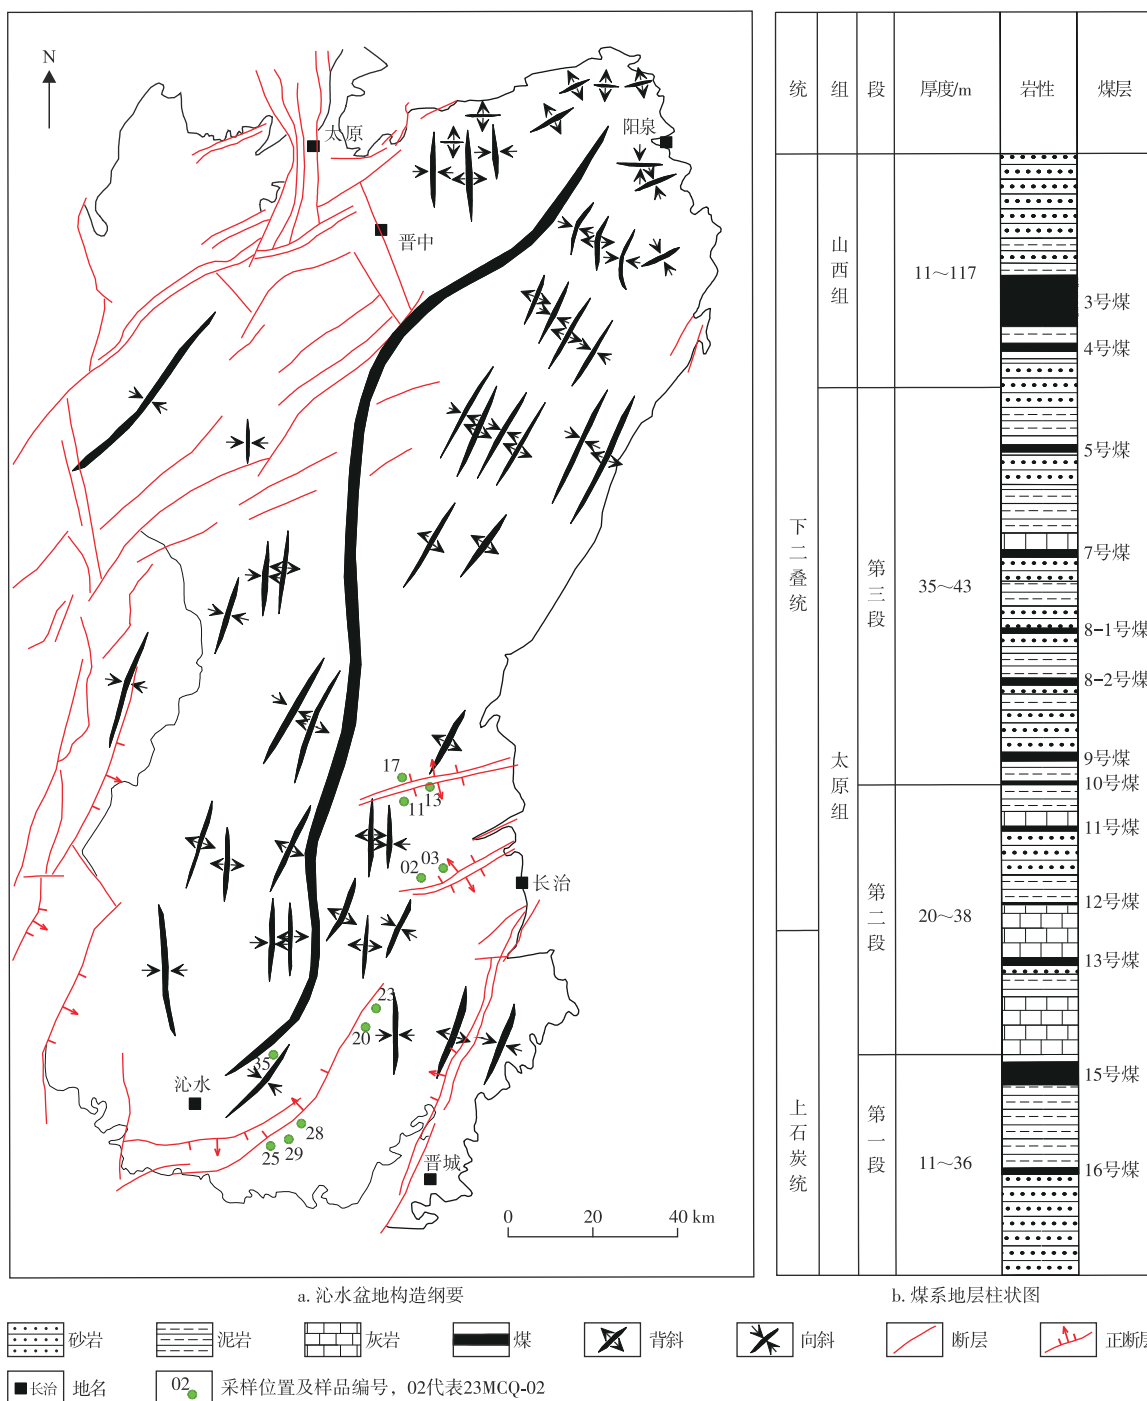 N
太原
阳泉
晋中
17
13
11
03
02
长治
23
20
35
沁水
28
29
25
晋城
0 20 40 km
a. 沁水盆地构造纲要
统 组 段 厚度/m 岩性 煤层
下二叠统
上石炭统
山西组
太原组
第三段
第二段
第一段
11～117
35～43
20～38
11～36
3号煤
4号煤
5号煤
7号煤
8-1号煤
8-2号煤
9号煤
10号煤
11号煤
12号煤
13号煤
15号煤
16号煤
b. 煤系地层柱状图
砂岩 泥岩 灰岩 煤 背斜 向斜 断层 正断层
长治 地名 02 采样位置及样品编号，02代表23MCQ-02